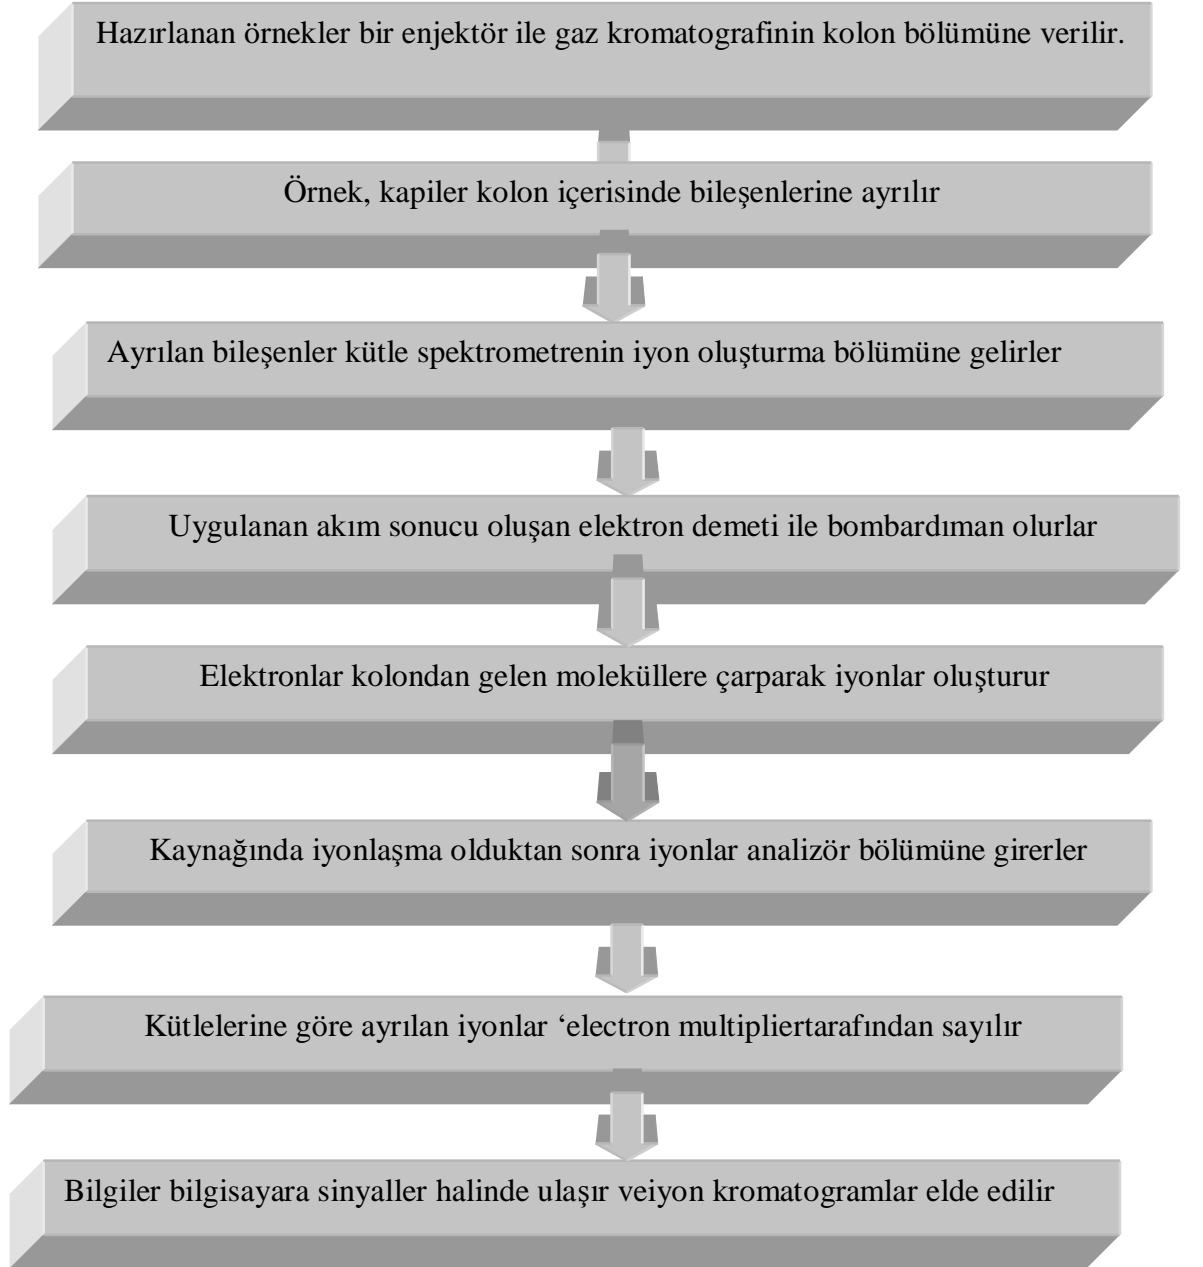 Hazırlanan örnekler bir enjektör ile gaz kromatografinin kolon bölümüne verilir.
Örnek, kapiler kolon içerisinde bileşenlerine ayrılır
Ayrılan bileşenler kütle spektrometrenin iyon oluşturma bölümüne gelirler
Uygulanan akım sonucu oluşan elektron demeti ile bombardıman olurlar
Elektronlar kolondan gelen moleküllere çarparak iyonlar oluşturur
Kaynağında iyonlaşma olduktan sonra iyonlar analizör bölümüne girerler
Kütlelerine göre ayrılan iyonlar ‘electron multipliertarafından sayılır
Bilgiler bilgisayara sinyaller halinde ulaşır veiyon kromatogramlar elde edilir